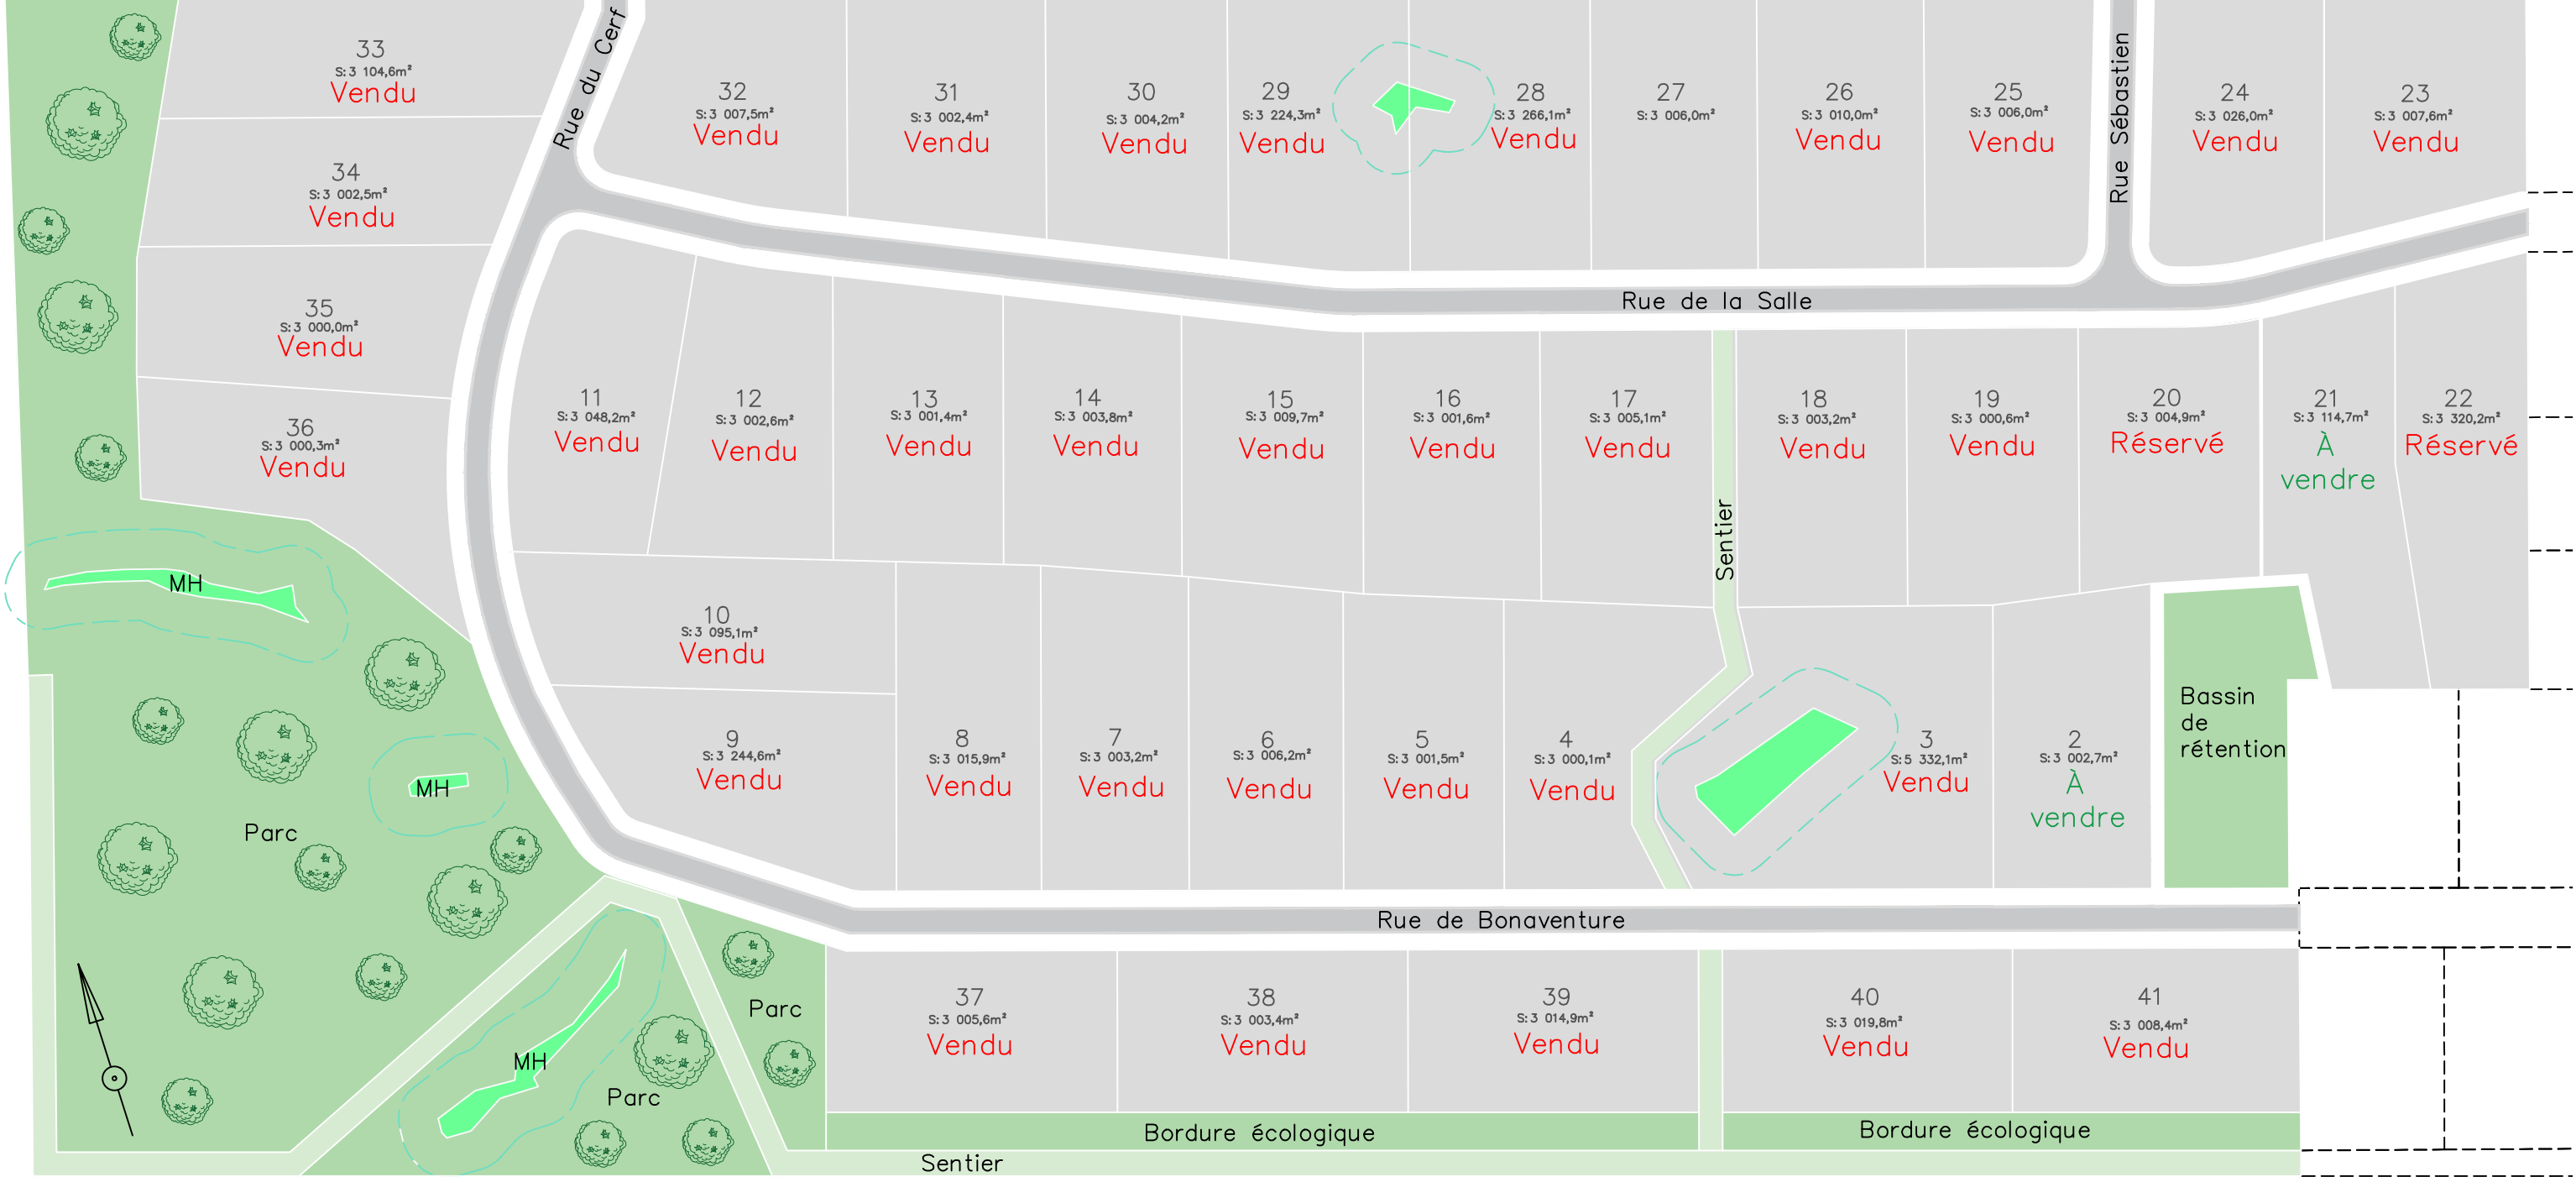 33
S: 3 104,6m²
Vendu
34
S: 3 002,5m²
Vendu
35
S: 3 000,0m²
Vendu
36
S: 3 000,3m²
Vendu
Rue du Cerf
32
S: 3 007,5m²
Vendu
31
S: 3 002,4m²
Vendu
30
S: 3 004,2m²
Vendu
29
S: 3 224,3m²
Vendu
28
S: 3 266,1m²
Vendu
27
S: 3 006,0m²
26
S: 3 010,0m²
Vendu
25
S: 3 006,0m²
Vendu
Rue Sébastien
24
S: 3 026,0m²
Vendu
23
S: 3 007,6m²
Vendu
Rue de la Salle
11
S: 3 048,2m²
Vendu
12
S: 3 002,6m²
Vendu
13
S: 3 001,4m²
Vendu
14
S: 3 003,8m²
Vendu
15
S: 3 009,7m²
Vendu
16
S: 3 001,6m²
Vendu
17
S: 3 005,1m²
Vendu
Sentier
18
S: 3 003,2m²
Vendu
19
S: 3 000,6m²
Vendu
20
S: 3 004,9m²
Réservé
21
S: 3 114,7m²
À
vendre
22
S: 3 320,2m²
Réservé
MH
10
S: 3 095,1m²
Vendu
9
S: 3 244,6m²
Vendu
8
S: 3 015,9m²
Vendu
7
S: 3 003,2m²
Vendu
6
S: 3 006,2m²
Vendu
5
S: 3 001,5m²
Vendu
4
S: 3 000,1m²
Vendu
3
S: 5 332,1m²
Vendu
2
S: 3 002,7m²
À
vendre
Bassin
de
rétention
MH
Parc
Rue de Bonaventure
Parc
MH
Parc
37
S: 3 005,6m²
Vendu
38
S: 3 003,4m²
Vendu
39
S: 3 014,9m²
Vendu
40
S: 3 019,8m²
Vendu
41
S: 3 008,4m²
Vendu
Bordure écologique
Bordure écologique
Sentier